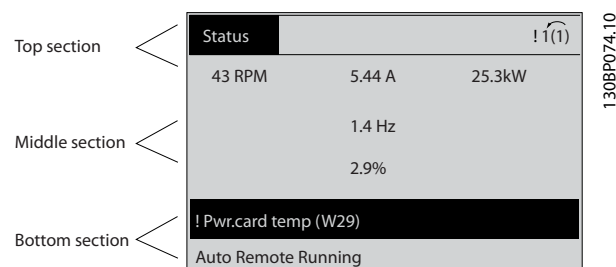 Top section
Status
! 1(1)
43 RPM 5.44 A 25.3kW
Middle section
1.4 Hz
2.9%
Bottom section
! Pwr.card temp (W29)
Auto Remote Running
130BP074.10